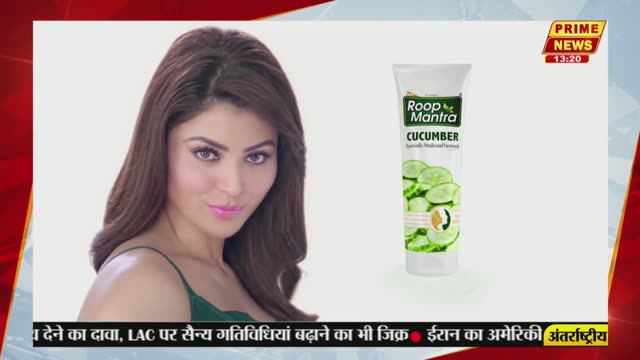 PRIME
NEWS
13:20
Roop
Mantra
CUCUMBER
Ayurvedic Medicinal Facewash
देने का दावा, LAC पर सैन्य गतिविधियां बढ़ाने का भी जिक्र ईरान का अमेरिकी
अंतर्राष्ट्रीय